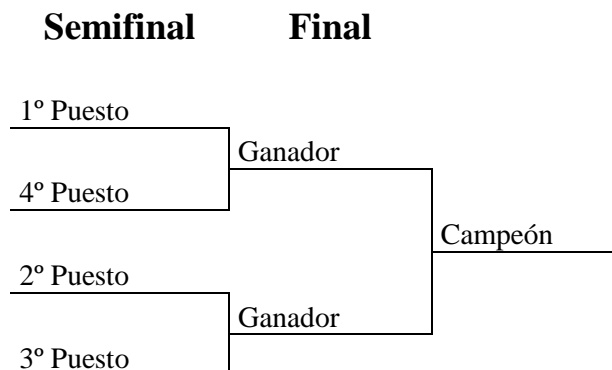 Semifinal Final
1º Puesto
Ganador
4º Puesto
Campeón
2º Puesto
Ganador
3º Puesto